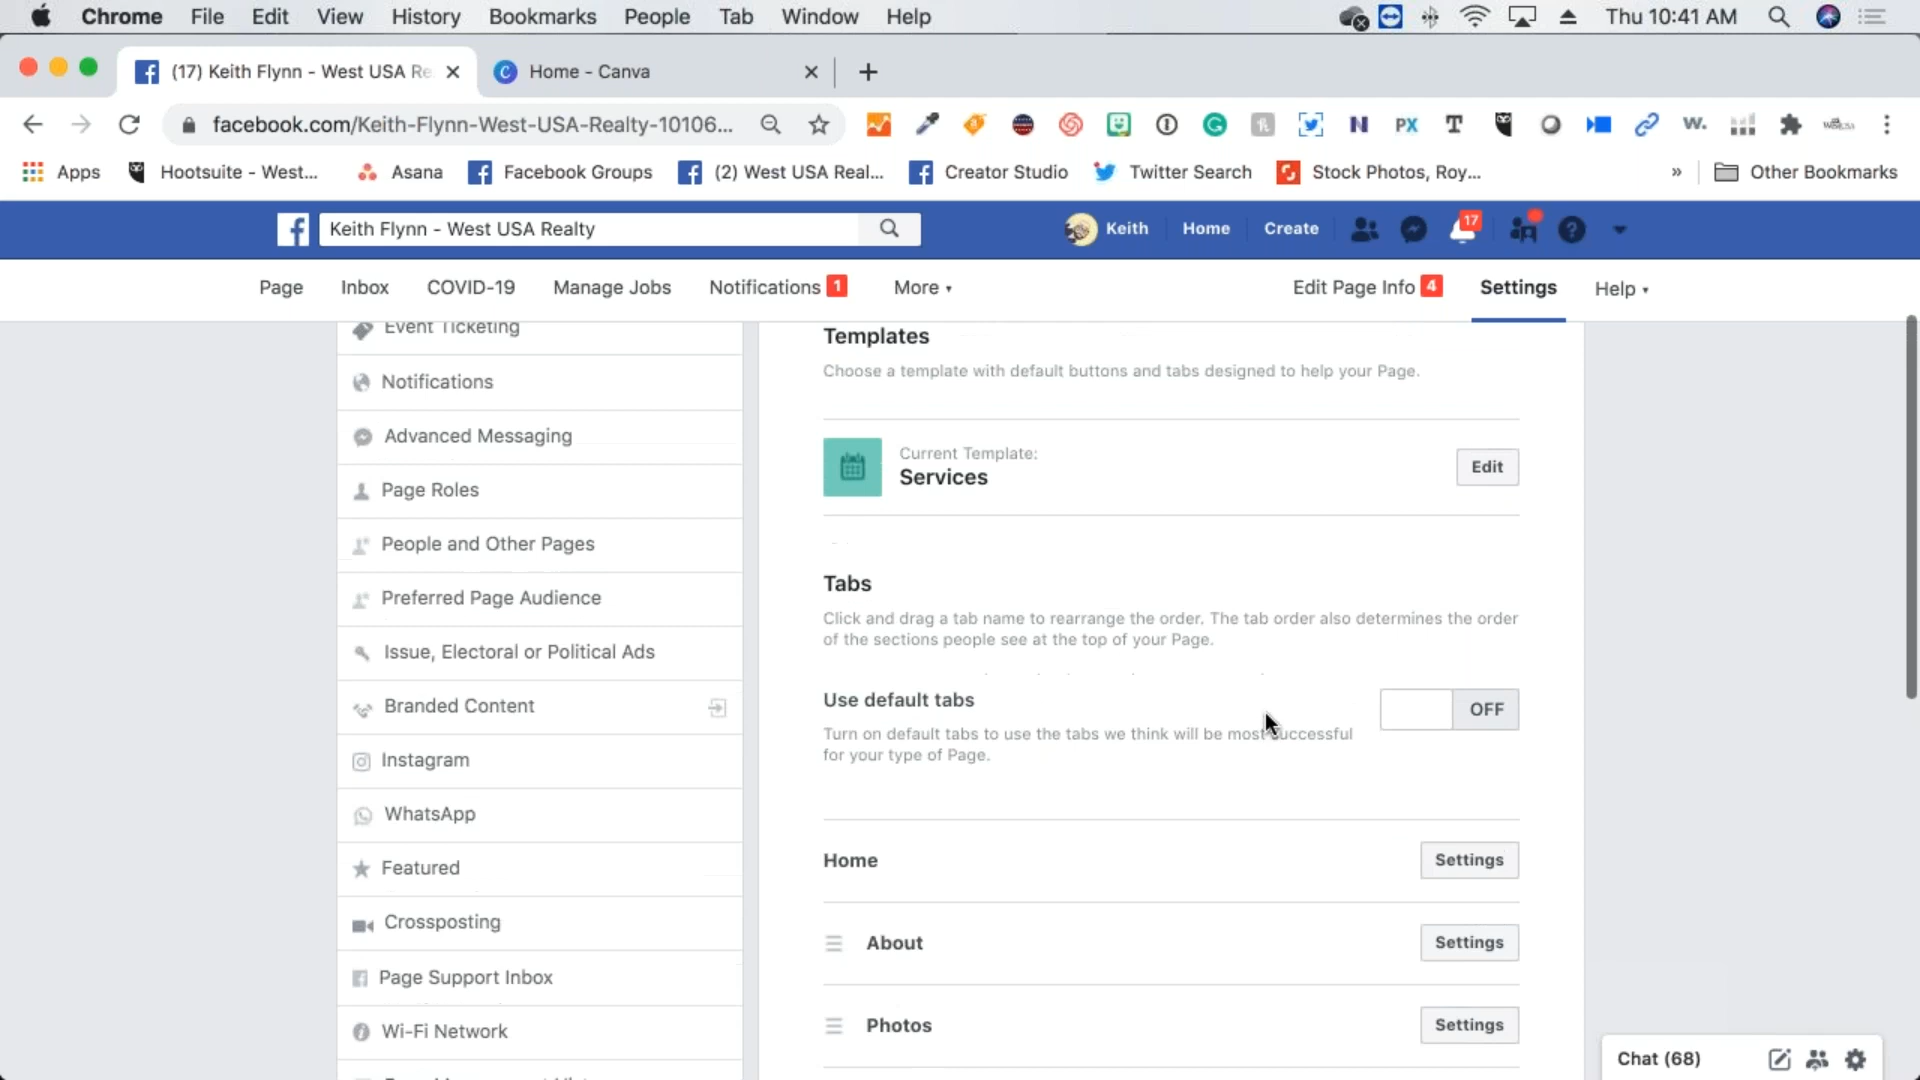 Chrome File Edit View History Bookmarks People Tab Window Help Thu 10:41 AM
(17) Keith Flynn - West USA Re Home - Canva
facebook.com/Keith-Flynn-West-USA-Realty-10106...
Apps Hootsuite - West... Asana Facebook Groups (2) West USA Real... Creator Studio Twitter Search Stock Photos, Roy... » Other Bookmarks
Keith Flynn - West USA Realty Keith Home Create 17
Page Inbox COVID-19 Manage Jobs Notifications 1 More Edit Page Info 4 Settings Help
Event Ticketing
Notifications
Advanced Messaging
Page Roles
People and Other Pages
Preferred Page Audience
Issue, Electoral or Political Ads
Branded Content
Instagram
WhatsApp
Featured
Crossposting
Page Support Inbox
Wi-Fi Network
Templates
Choose a template with default buttons and tabs designed to help your Page.
Current Template:
Services
Edit
Tabs
Click and drag a tab name to rearrange the order. The tab order also determines the order
of the sections people see at the top of your Page.
Use default tabs
OFF
Turn on default tabs to use the tabs we think will be most successful
for your type of Page.
Home Settings
About Settings
Photos Settings
Chat (68)